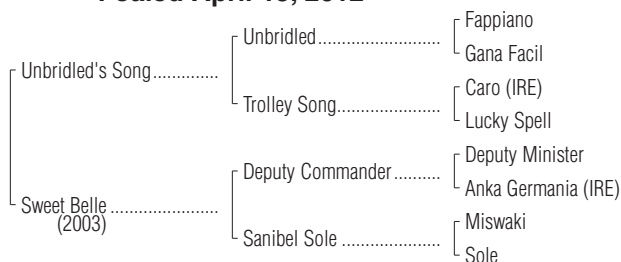 Foaled April 2012
Fappiano
Unbridled........................
Gana Facil
Unbridled's Song.............
Caro (IRE)
Trolley Song....................
Lucky Spell
Deputy Minister
Deputy Commander.........
Anka Germania (IRE)
Sweet Belle .....................
(2003)
Miswaki
Sanibel Sole ...................
Sole